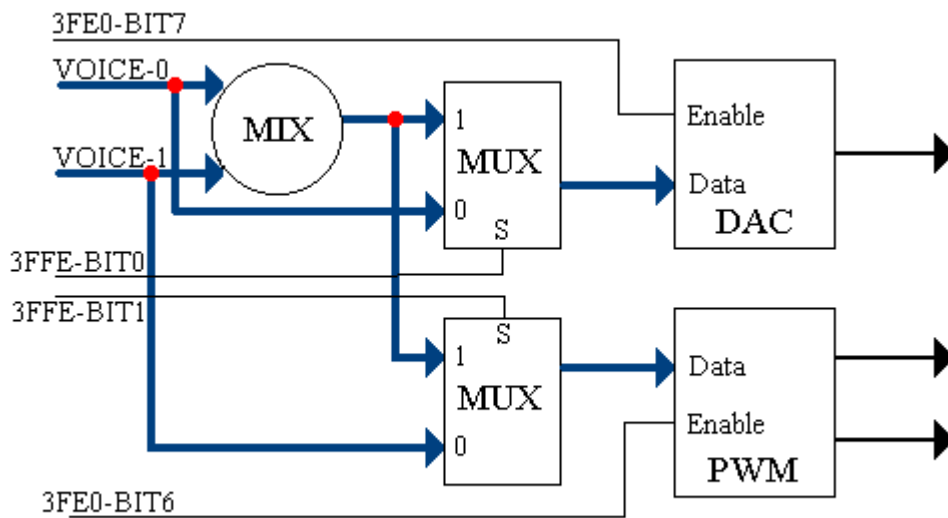 3FE0-BIT7
VOICE-0
MIX
VOICE-1
1
MUX
0
S
Enable
Data
DAC
3FFE-BIT0
3FFE-BIT1
S
1
MUX
0
Data
Enable
PWM
3FE0-BIT6